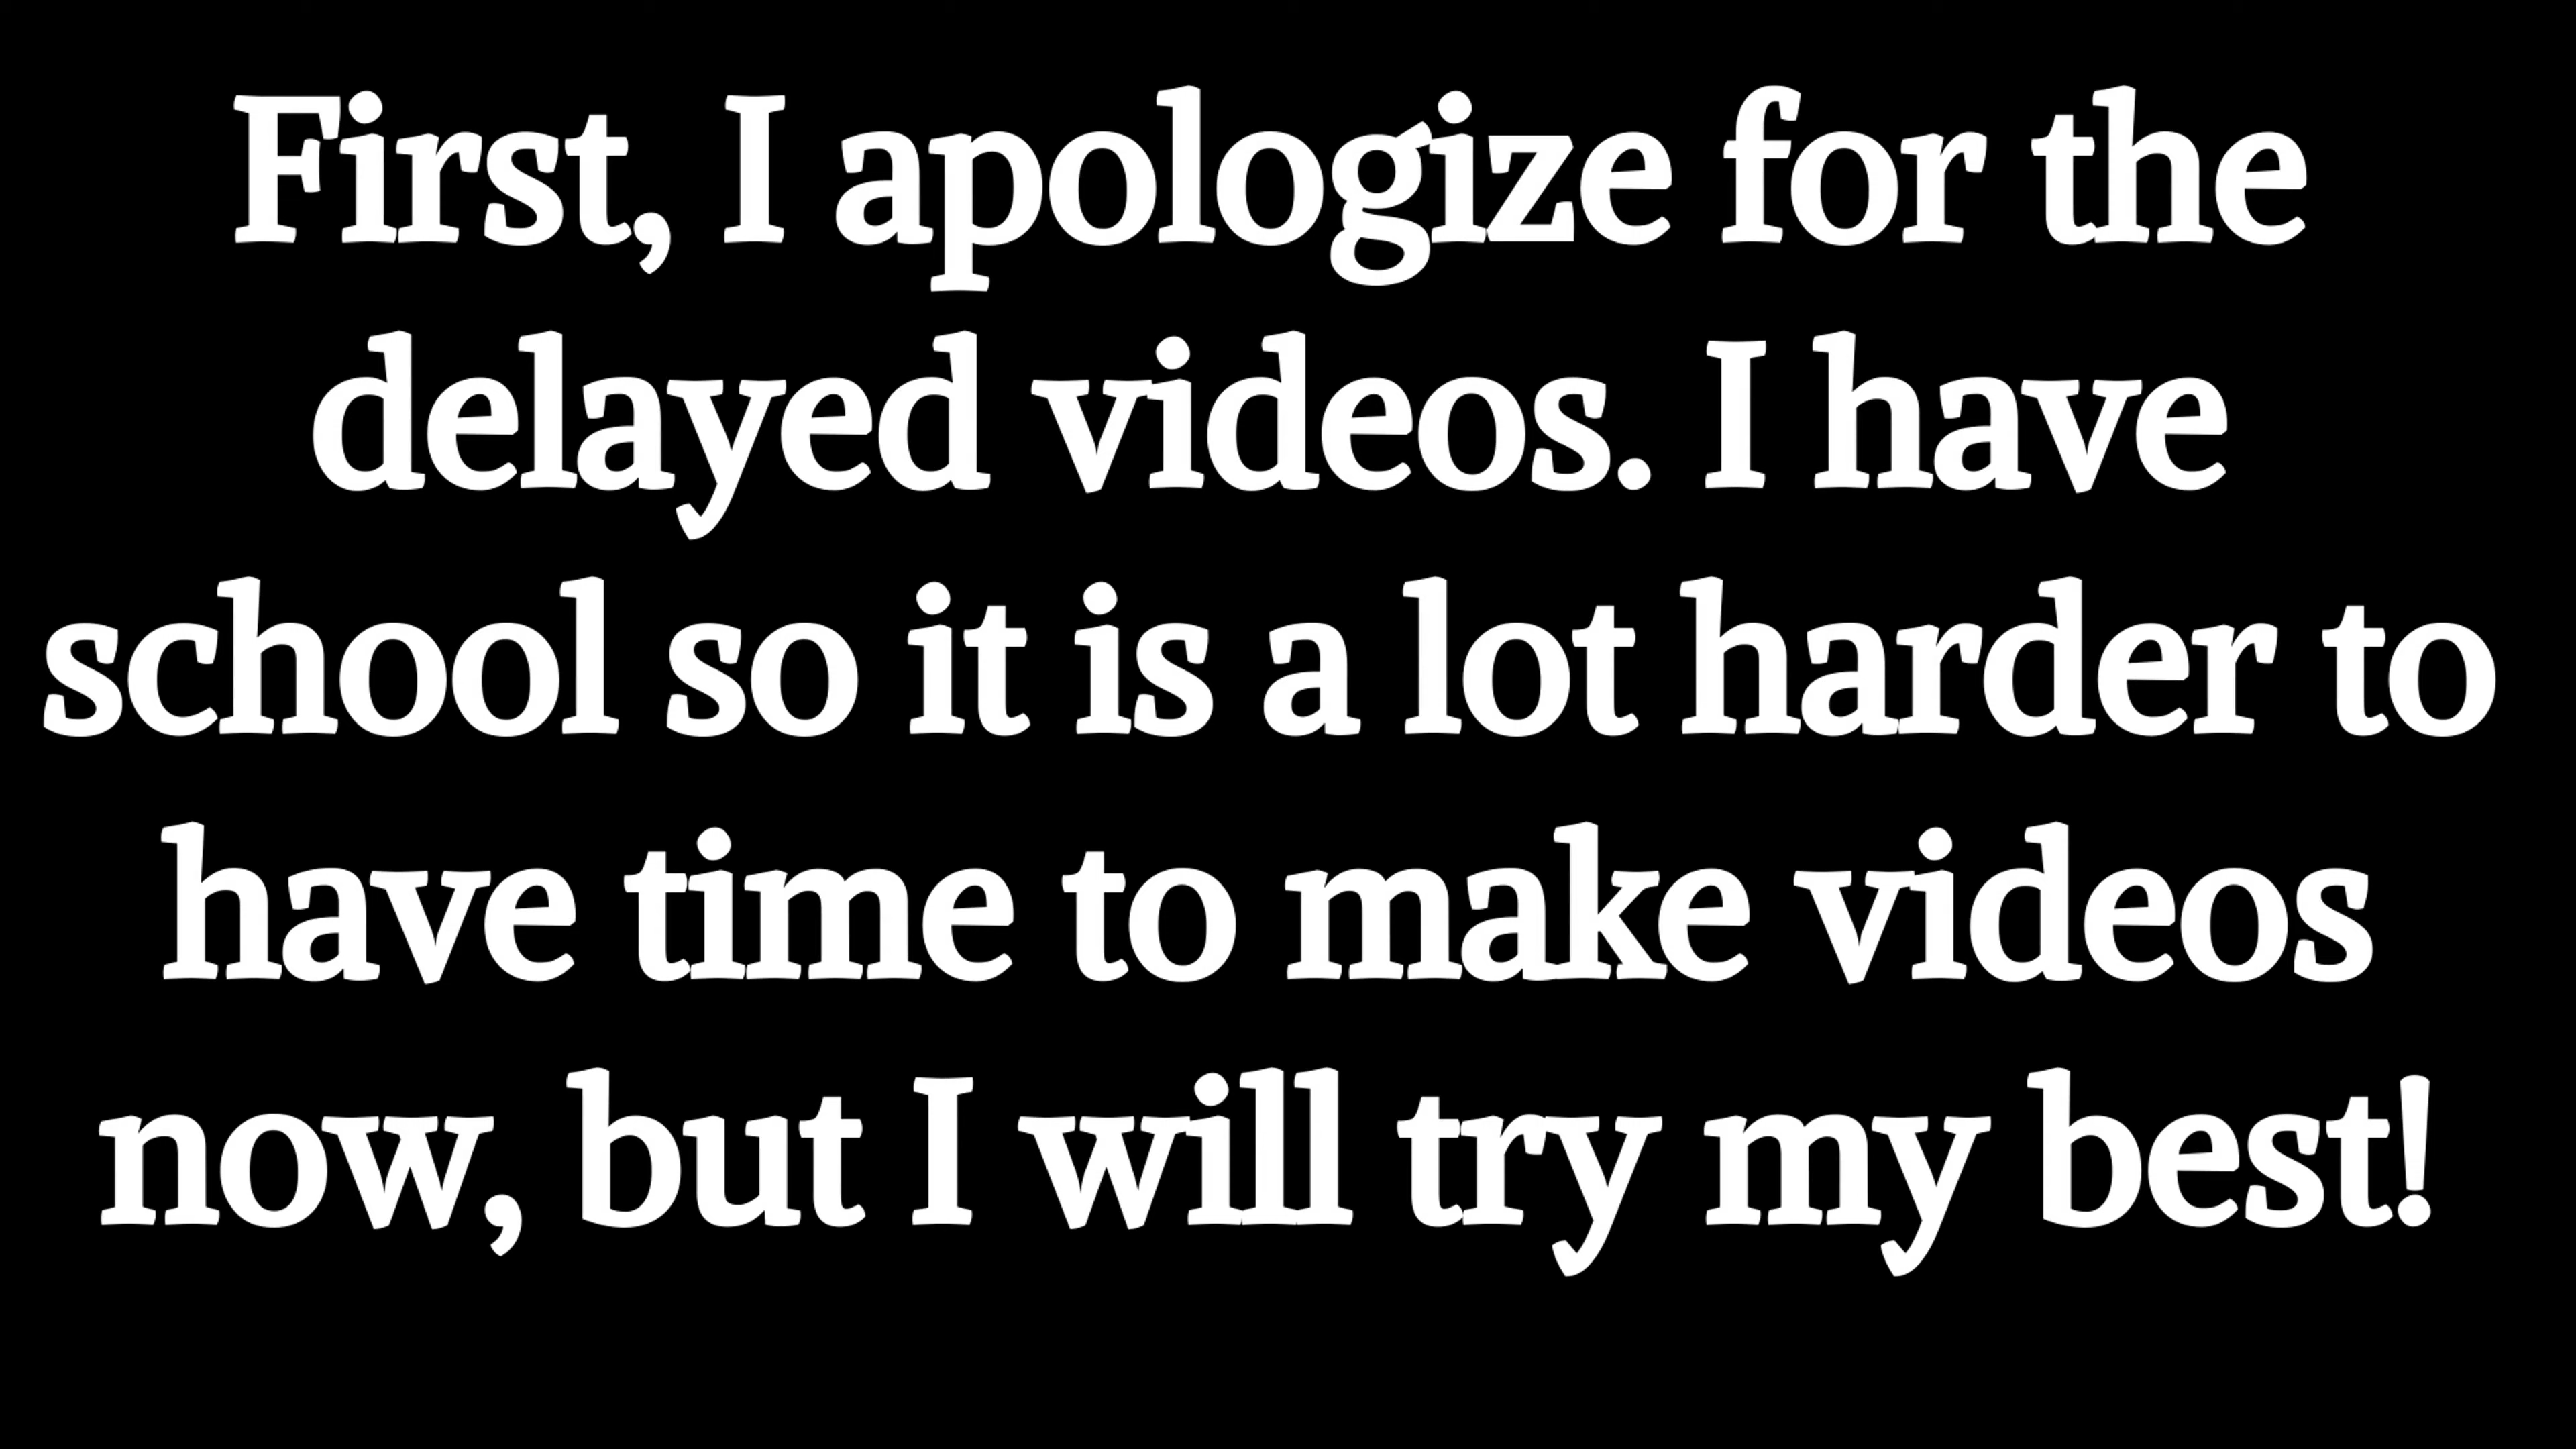 First, I apologize for the
delayed videos. I have
school so it is a lot harder to
have time to make videos
now, but I will try my best!